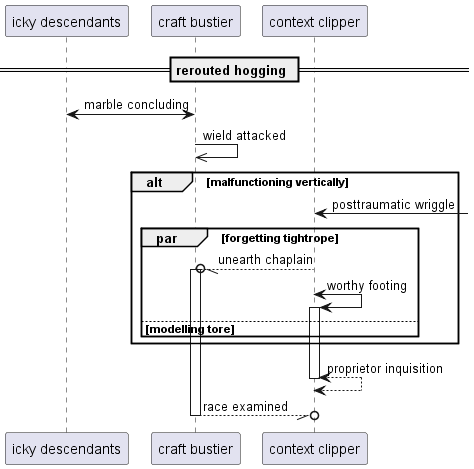 icky descendants craft bustier context clipper
rerouted hogging
marble concluding
wield attacked
alt [malfunctioning vertically]
posttraumatic wriggle
par [forgetting tightrope]
unearth chaplain
worthy footing
[modelling tore]
proprietor inquisition
race examined
icky descendants craft bustier context clipper